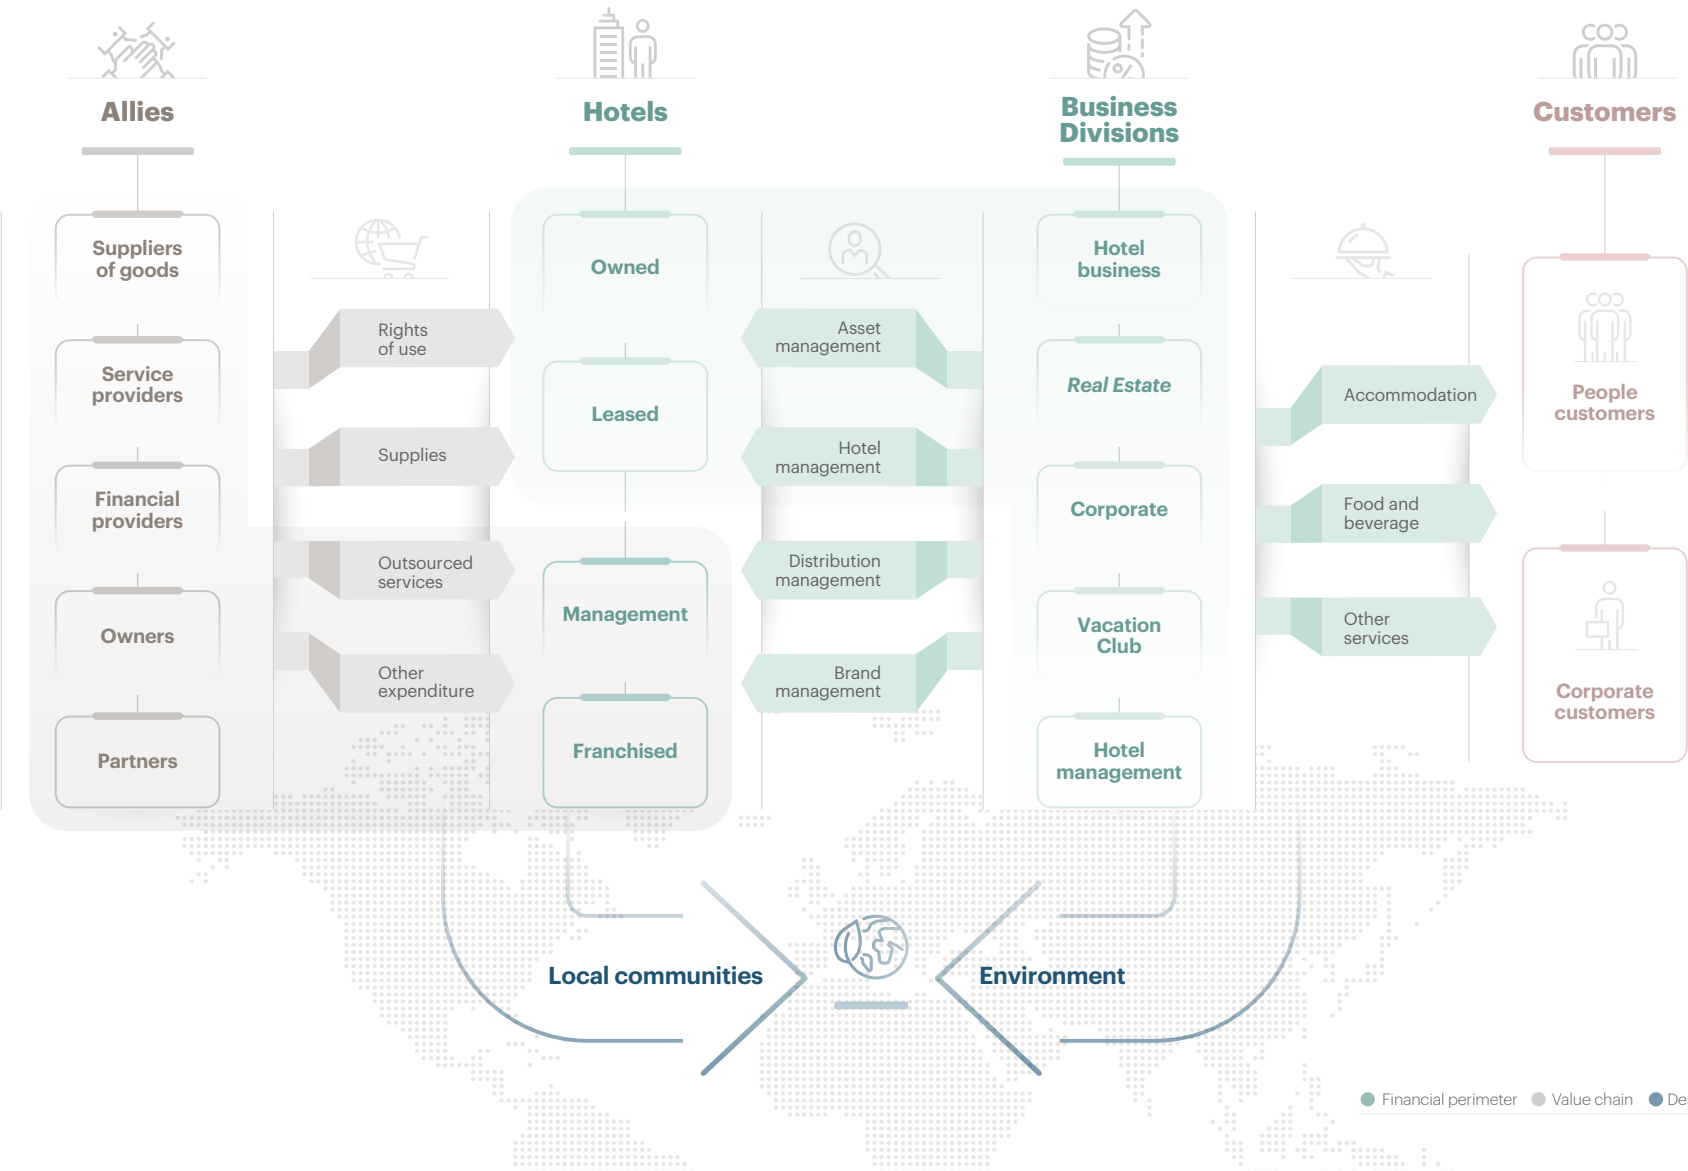 Allies
Hotels
Business
Divisions
Customers
Suppliers
of goods
Service
providers
Financial
providers
Owners
Partners
Rights
of use
Supplies
Outsourced
services
Other
expenditure
Owned
Leased
Management
Franchised
Asset
management
Hotel
management
Distribution
management
Brand
management
Hotel
business
Real Estate
Corporate
Vacation
Club
Hotel
management
Accommodation
Food and
beverage
Other
services
People
customers
Corporate
customers
Local communities
Environment
Financial perimeter
Value chain